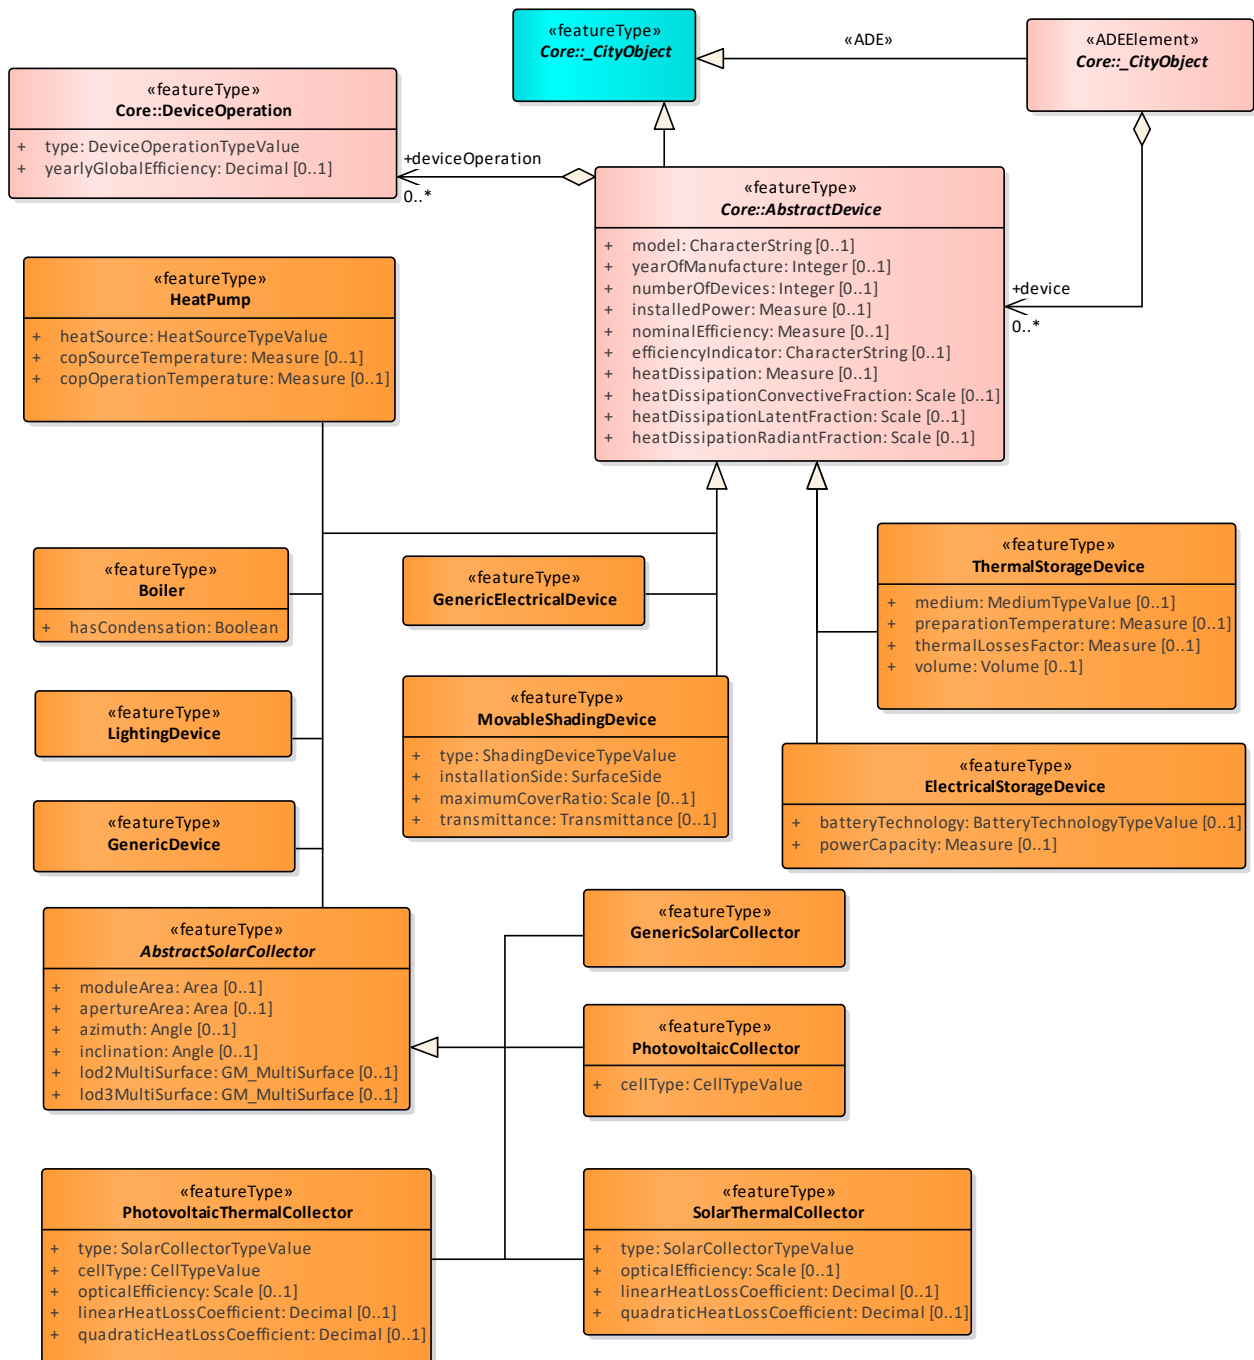 «featureType»
Core::_CityObject
«ADE»
«ADEElement»
Core::_CityObject
«featureType»
Core::DeviceOperation
+ type: DeviceOperationTypeValue
+ yearlyGlobalEfficiency: Decimal [0..1]
+deviceOperation
0..*
«featureType»
Core::AbstractDevice
+ model: CharacterString [0..1]
+ yearOfManufacture: Integer [0..1]
+ numberOfDevices: Integer [0..1]
+ installedPower: Measure [0..1]
+ nominalEfficiency: Measure [0..1]
+ efficiencyIndicator: CharacterString [0..1]
+ heatDissipation: Measure [0..1]
+ heatDissipationConvectiveFraction: Scale [0..1]
+ heatDissipationLatentFraction: Scale [0..1]
+ heatDissipationRadiantFraction: Scale [0..1]
+device
0..*
«featureType»
HeatPump
+ heatSource: HeatSourceTypeValue
+ copSourceTemperature: Measure [0..1]
+ copOperationTemperature: Measure [0..1]
«featureType»
Boiler
+ hasCondensation: Boolean
«featureType»
GenericElectricalDevice
«featureType»
ThermalStorageDevice
+ medium: MediumTypeValue [0..1]
+ preparationTemperature: Measure [0..1]
+ thermalLossesFactor: Measure [0..1]
+ volume: Volume [0..1]
«featureType»
LightingDevice
«featureType»
MovableShadingDevice
+ type: ShadingDeviceTypeValue
+ installationSide: SurfaceSide
+ maximumCoverRatio: Scale [0..1]
+ transmittance: Transmittance [0..1]
«featureType»
ElectricalStorageDevice
+ batteryTechnology: BatteryTechnologyTypeValue [0..1]
+ powerCapacity: Measure [0..1]
«featureType»
GenericDevice
«featureType»
AbstractSolarCollector
+ moduleArea: Area [0..1]
+ apertureArea: Area [0..1]
+ azimuth: Angle [0..1]
+ inclination: Angle [0..1]
+ lod2MultiSurface: GM_MultiSurface [0..1]
+ lod3MultiSurface: GM_MultiSurface [0..1]
«featureType»
GenericSolarCollector
«featureType»
PhotovoltaicCollector
+ cellType: CellTypeValue
«featureType»
PhotovoltaicThermalCollector
+ type: SolarCollectorTypeValue
+ cellType: CellTypeValue
+ opticalEfficiency: Scale [0..1]
+ linearHeatLossCoefficient: Decimal [0..1]
+ quadraticHeatLossCoefficient: Decimal [0..1]
«featureType»
SolarThermalCollector
+ type: SolarCollectorTypeValue
+ opticalEfficiency: Scale [0..1]
+ linearHeatLossCoefficient: Decimal [0..1]
+ quadraticHeatLossCoefficient: Decimal [0..1]